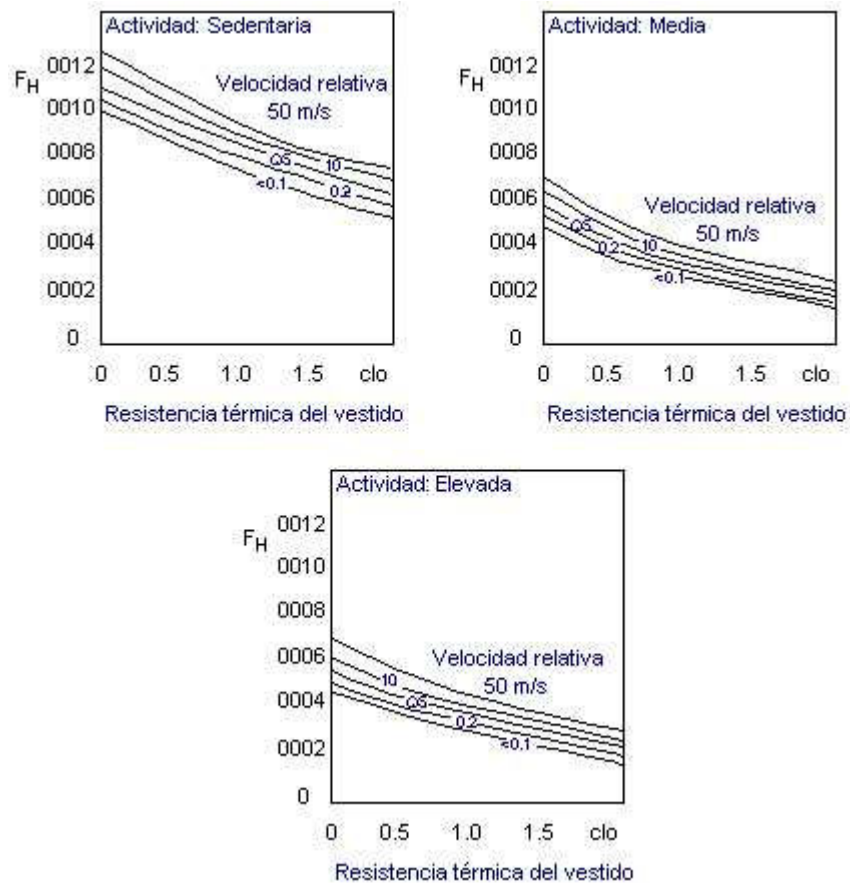 Actividad: Sedentaria
F_H
0012
0010
0008
0006
0004
0002
0
Velocidad relativa
50 m/s
10
Q5
0.2
<0.1
0 0.5 1.0 1.5 clo
Resistencia térmica del vestido
Actividad: Media
F_H
0012
0010
0008
0006
0004
0002
0
Velocidad relativa
50 m/s
10
Q5
0.2
<0.1
0 0.5 1.0 1.5 clo
Resistencia térmica del vestido
Actividad: Elevada
F_H
0012
0010
0008
0006
0004
0002
0
Velocidad relativa
50 m/s
10
Q5
0.2
<0.1
0 0.5 1.0 1.5 clo
Resistencia térmica del vestido